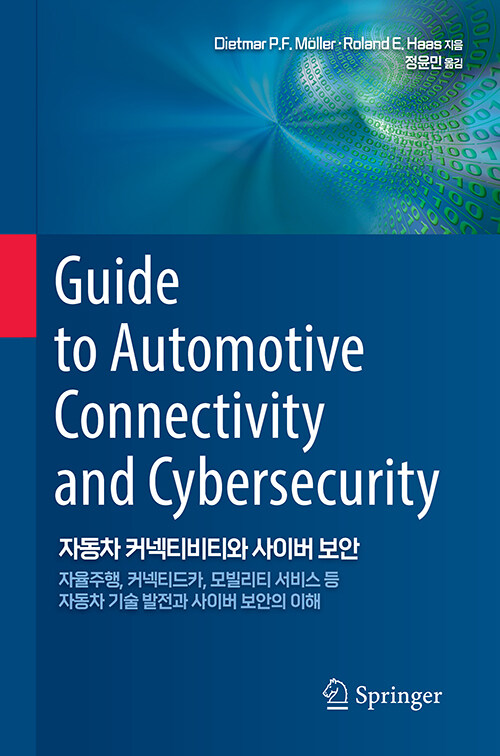 Dietmar P.F. Möller · Roland E. Haas 지음
정윤민 옮김
Guide
to Automotive
Connectivity
and Cybersecurity
자동차 커넥티비티와 사이버 보안
자율주행, 커넥티드카, 모빌리티 서비스 등
자동차 기술 발전과 사이버 보안의 이해
Springer